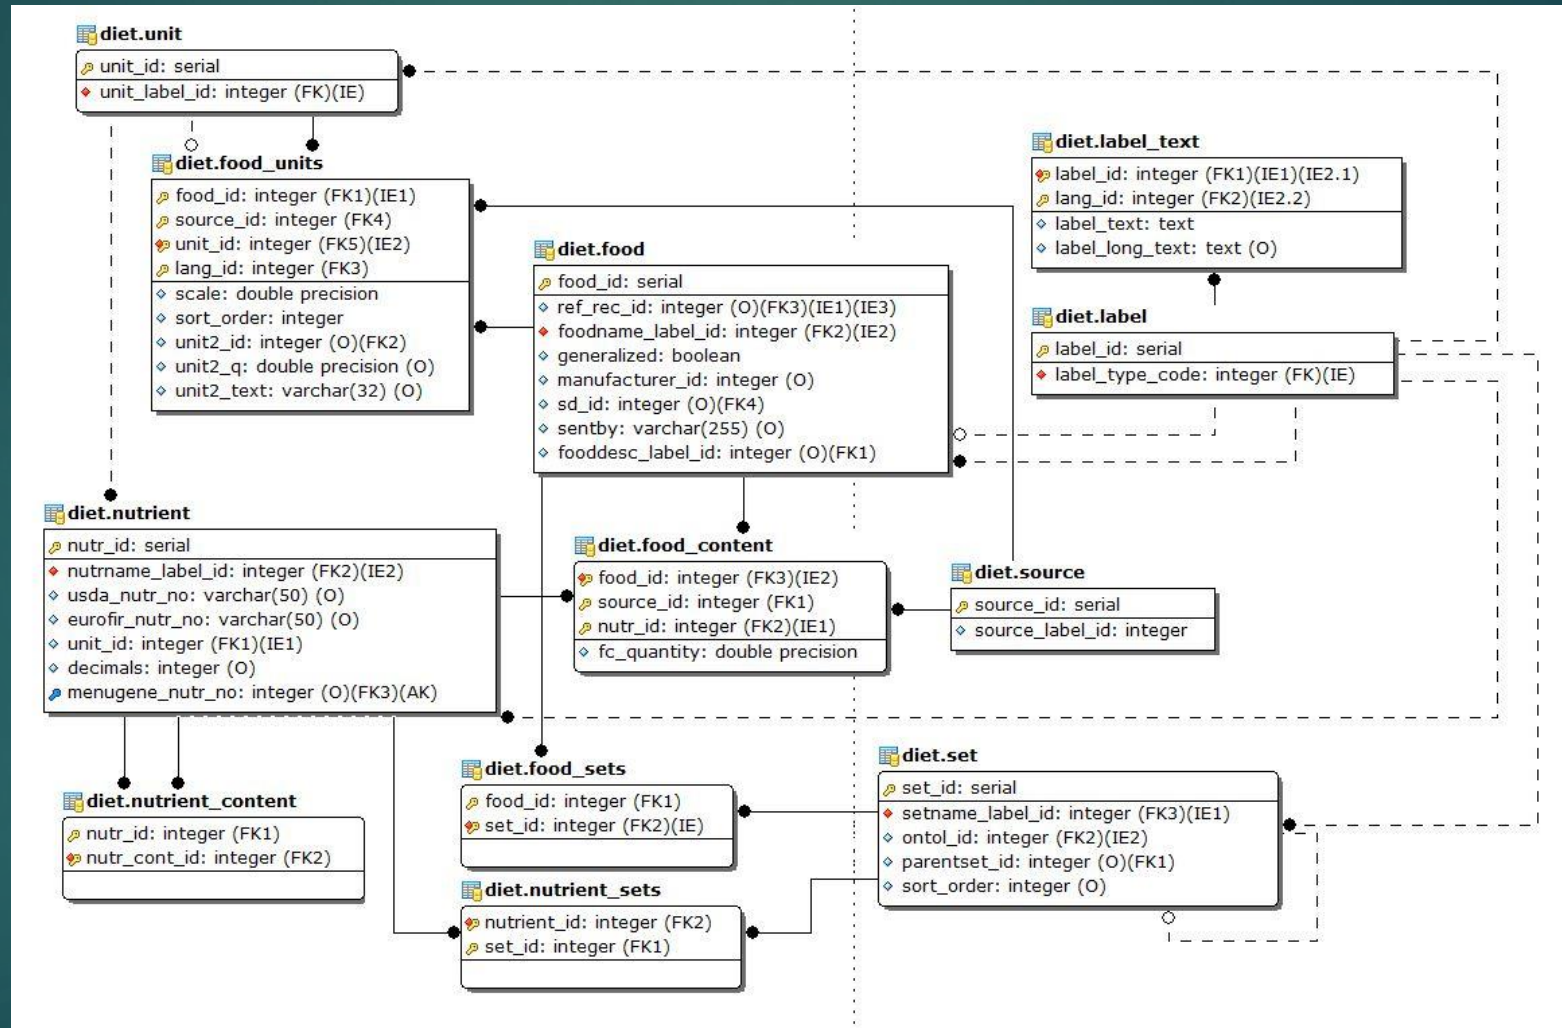 diet.unit
unit_id: serial
unit_label_id: integer (FK)(IE)
diet.food_units
food_id: integer (FK1)(IE1)
source_id: integer (FK4)
unit_id: integer (FK5)(IE2)
lang_id: integer (FK3)
scale: double precision
sort_order: integer
unit2_id: integer (O)(FK2)
unit2_q: double precision (O)
unit2_text: varchar(32) (O)
diet.food
food_id: serial
ref_rec_id: integer (O)(FK3)(IE1)(IE3)
foodname_label_id: integer (FK2)(IE2)
generalized: boolean
manufacturer_id: integer (O)
sd_id: integer (O)(FK4)
sentby: varchar(255) (O)
fooddesc_label_id: integer (O)(FK1)
diet.label_text
label_id: integer (FK1)(IE1)(IE2.1)
lang_id: integer (FK2)(IE2.2)
label_text: text
label_long_text: text (O)
diet.label
label_id: serial
label_type_code: integer (FK)(IE)
diet.nutrient
nutr_id: serial
nutrname_label_id: integer (FK2)(IE2)
usda_nutr_no: varchar(50) (O)
eurofir_nutr_no: varchar(50) (O)
unit_id: integer (FK1)(IE1)
decimals: integer (O)
menugene_nutr_no: integer (O)(FK3)(AK)
diet.food_content
food_id: integer (FK3)(IE2)
source_id: integer (FK1)
nutr_id: integer (FK2)(IE1)
fc_quantity: double precision
diet.source
source_id: serial
source_label_id: integer
diet.nutrient_content
nutr_id: integer (FK1)
nutr_cont_id: integer (FK2)
diet.food_sets
food_id: integer (FK1)
set_id: integer (FK2)(IE)
diet.nutrient_sets
nutrient_id: integer (FK2)
set_id: integer (FK1)
diet.set
set_id: serial
setname_label_id: integer (FK3)(IE1)
ontol_id: integer (FK2)(IE2)
parentset_id: integer (O)(FK1)
sort_order: integer (O)